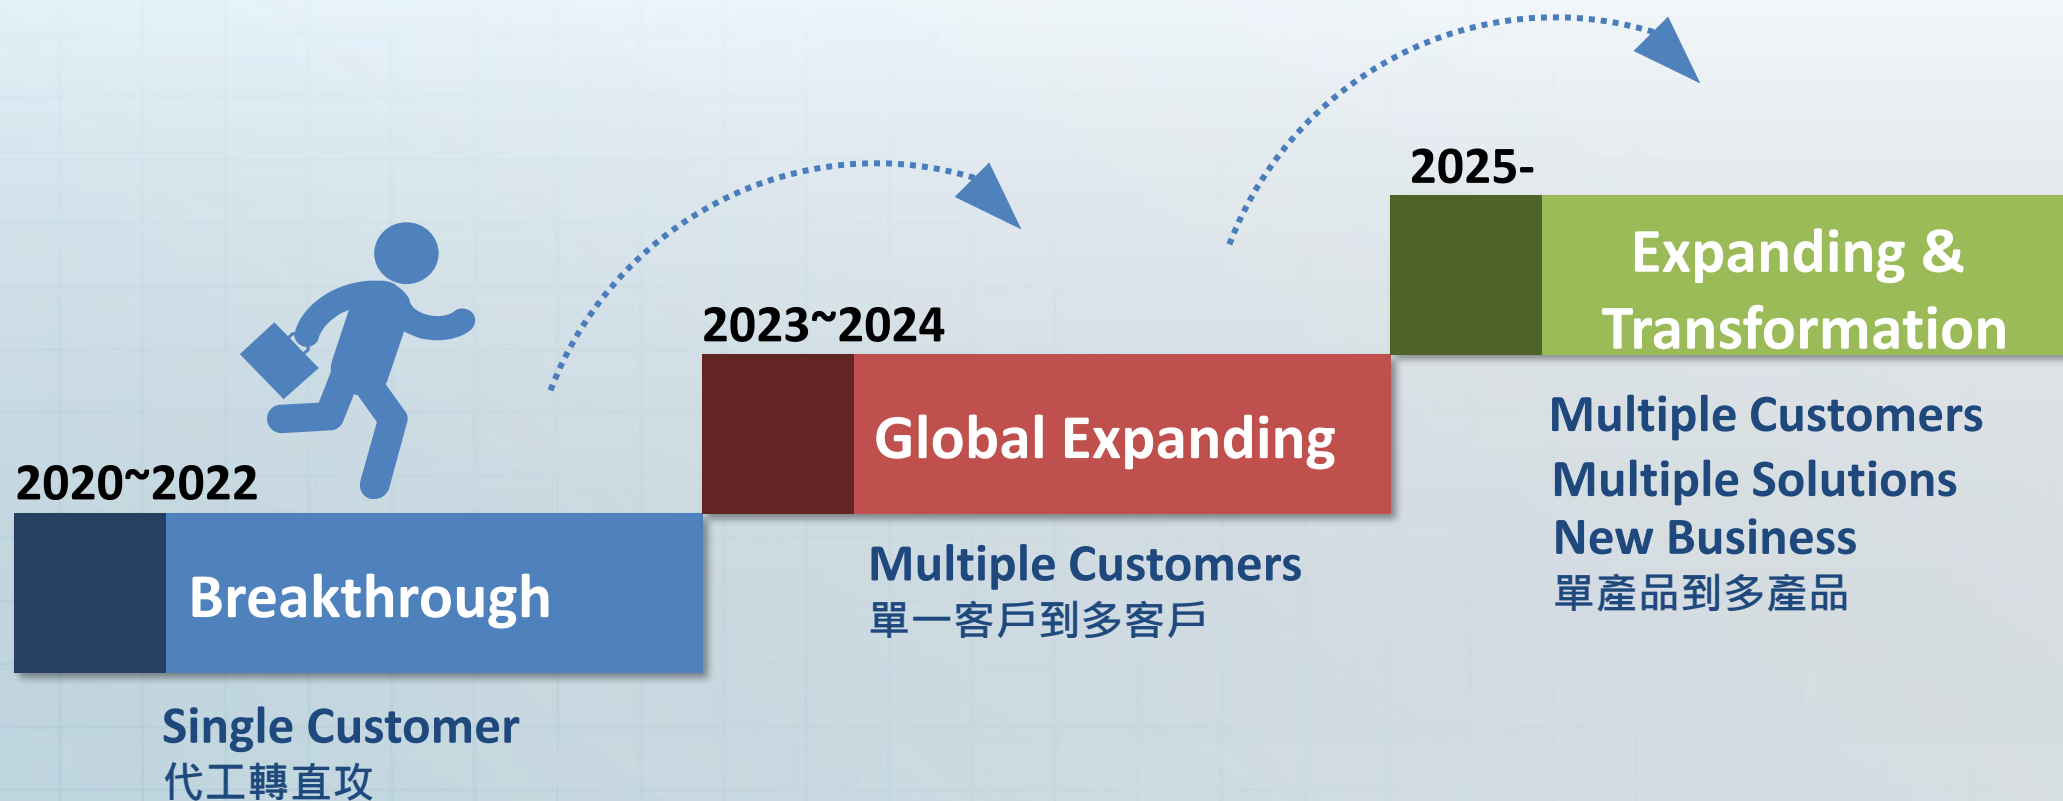 2020~2022
Breakthrough
Single Customer
代工轉直攻
2023~2024
Global Expanding
Multiple Customers
單一客戶到多客戶
2025-
Expanding &
Transformation
Multiple Customers
Multiple Solutions
New Business
單產品到多產品